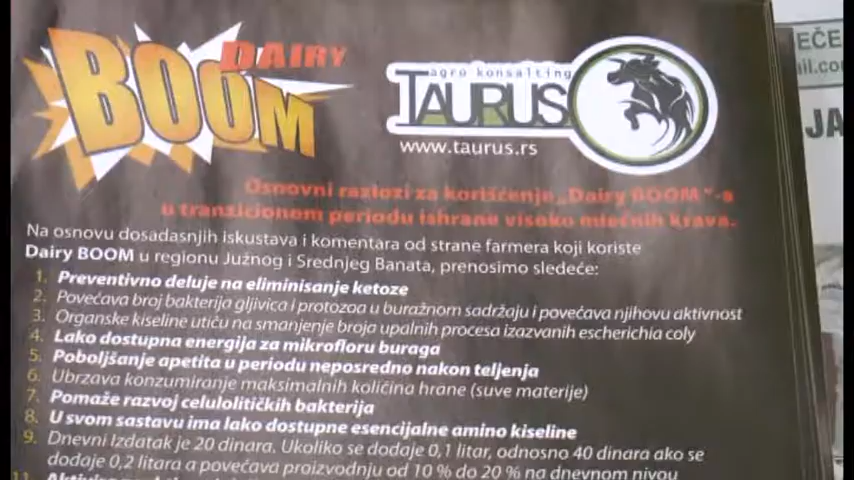 DAIRY
BOOM
agro konsalting
TAURUS
www.taurus.rs
Osnovni razlozi za korišćenje „Dairy BOOM"-a
u tranzicionom periodu ishrane visoko mlečnih krava.
Na osnovu dosadasnjih iskustava i komentara od strane farmera koji koriste
Dairy BOOM u regionu Južnog i Srednjeg Banata, prenosimo sledeće:
1. Preventivno deluje na eliminisanje ketoze
2. Povećava broj bakterija gljivica i protozoa u buražnom sadržaju i povećava njihovu aktivnost
3. Organske kiseline utiču na smanjenje broja upalnih procesa izazvanih escherichia coly
4. Lako dostupna energija za mikrofloru buraga
5. Poboljšanje apetita u periodu neposredno nakon teljenja
6. Ubrzava konzumiranje maksimalnih količina hrane (suve materije)
7. Pomaže razvoj celulolitičkih bakterija
8. U svom sastavu ima lako dostupne esencijalne amino kiseline
9. Dnevni Izdatak je 20 dinara. Ukoliko se dodaje 0,1 litar, odnosno 40 dinara ako se
dodaje 0,2 litara a povećava proizvodnju od 10 % do 20 % na dnevnom nivou
11.
JA